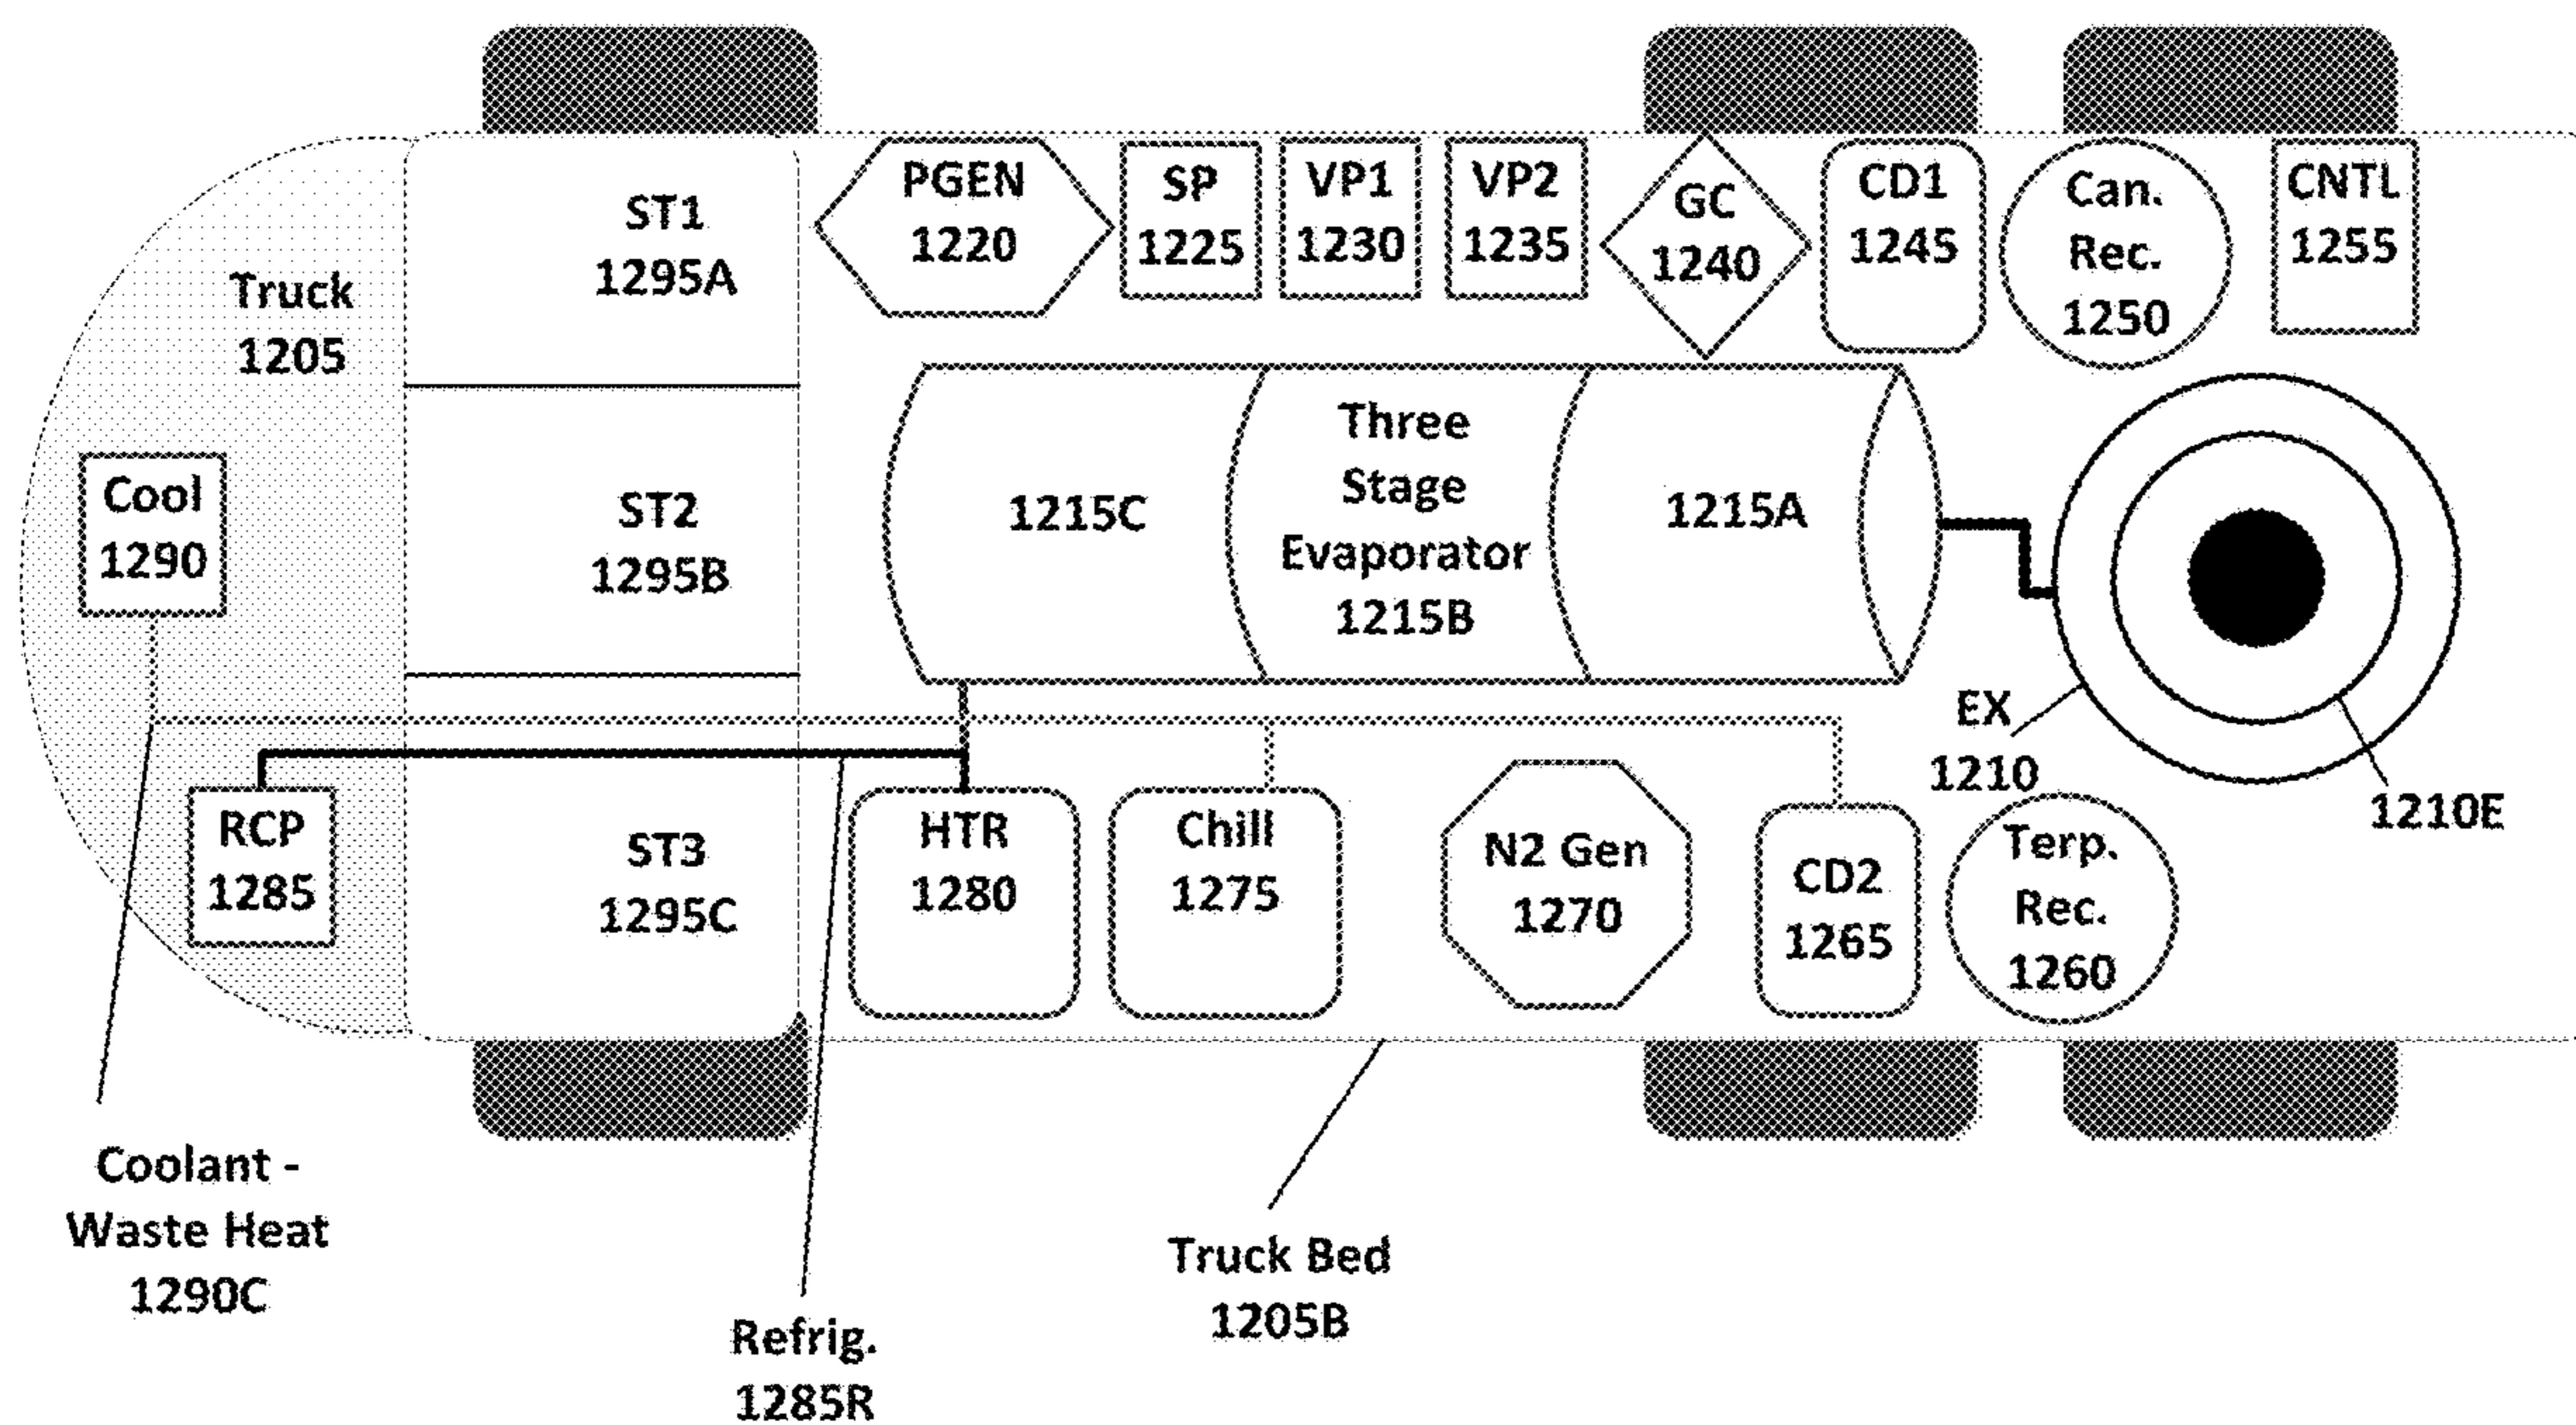 Truck
1205
ST1
1295A
PGEN
1220
SP
1225
VP1
1230
VP2
1235
GC
1240
CD1
1245
Can.
Rec.
1250
CNTL
1255
Cool
1290
ST2
1295B
1215C
Three
Stage
Evaporator
1215B
1215A
EX
1210
1210E
RCP
1285
ST3
1295C
HTR
1280
Chill
1275
N2 Gen
1270
CD2
1265
Terp.
Rec.
1260
Coolant -
Waste Heat
1290C
Refrig.
1285R
Truck Bed
1205B